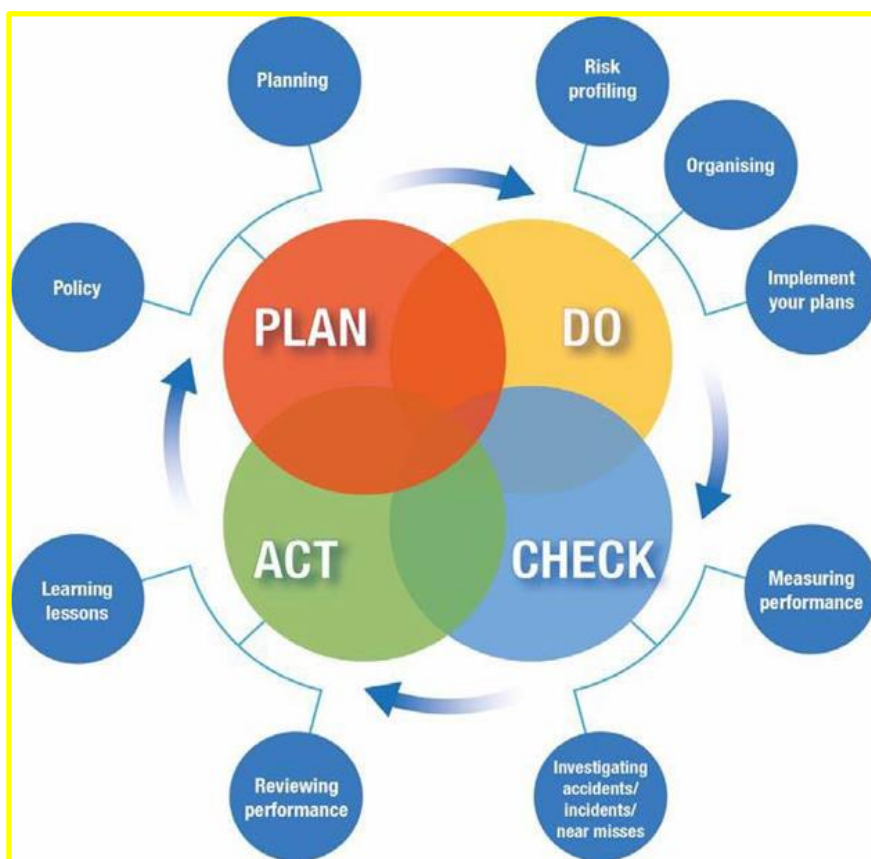 Planning
Risk
profiling
Organising
Policy
Implement
your plans
PLAN
DO
ACT
CHECK
Learning
lessons
Measuring
performance
Reviewing
performance
Investigating
accidents/
incidents/
near misses